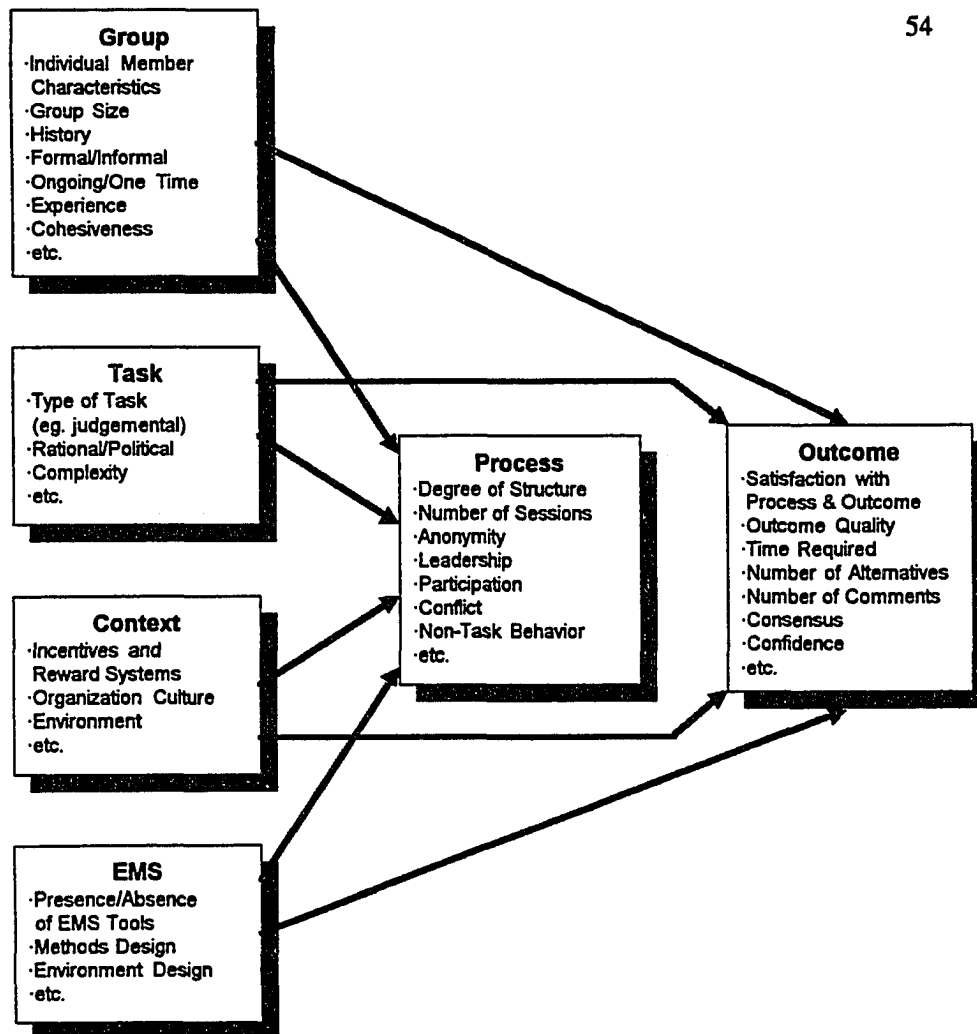 54
Group
·Individual Member
Characteristics
·Group Size
·History
·Formal/Informal
·Ongoing/One Time
·Experience
·Cohesiveness
·etc.
Task
·Type of Task
(eg. judgemental)
·Rational/Political
·Complexity
·etc.
Context
·Incentives and
Reward Systems
·Organization Culture
·Environment
·etc.
EMS
·Presence/Absence
of EMS Tools
·Methods Design
·Environment Design
·etc.
Process
·Degree of Structure
·Number of Sessions
·Anonymity
·Leadership
·Participation
·Conflict
·Non-Task Behavior
·etc.
Outcome
·Satisfaction with
Process & Outcome
·Outcome Quality
·Time Required
·Number of Alternatives
·Number of Comments
·Consensus
·Confidence
·etc.